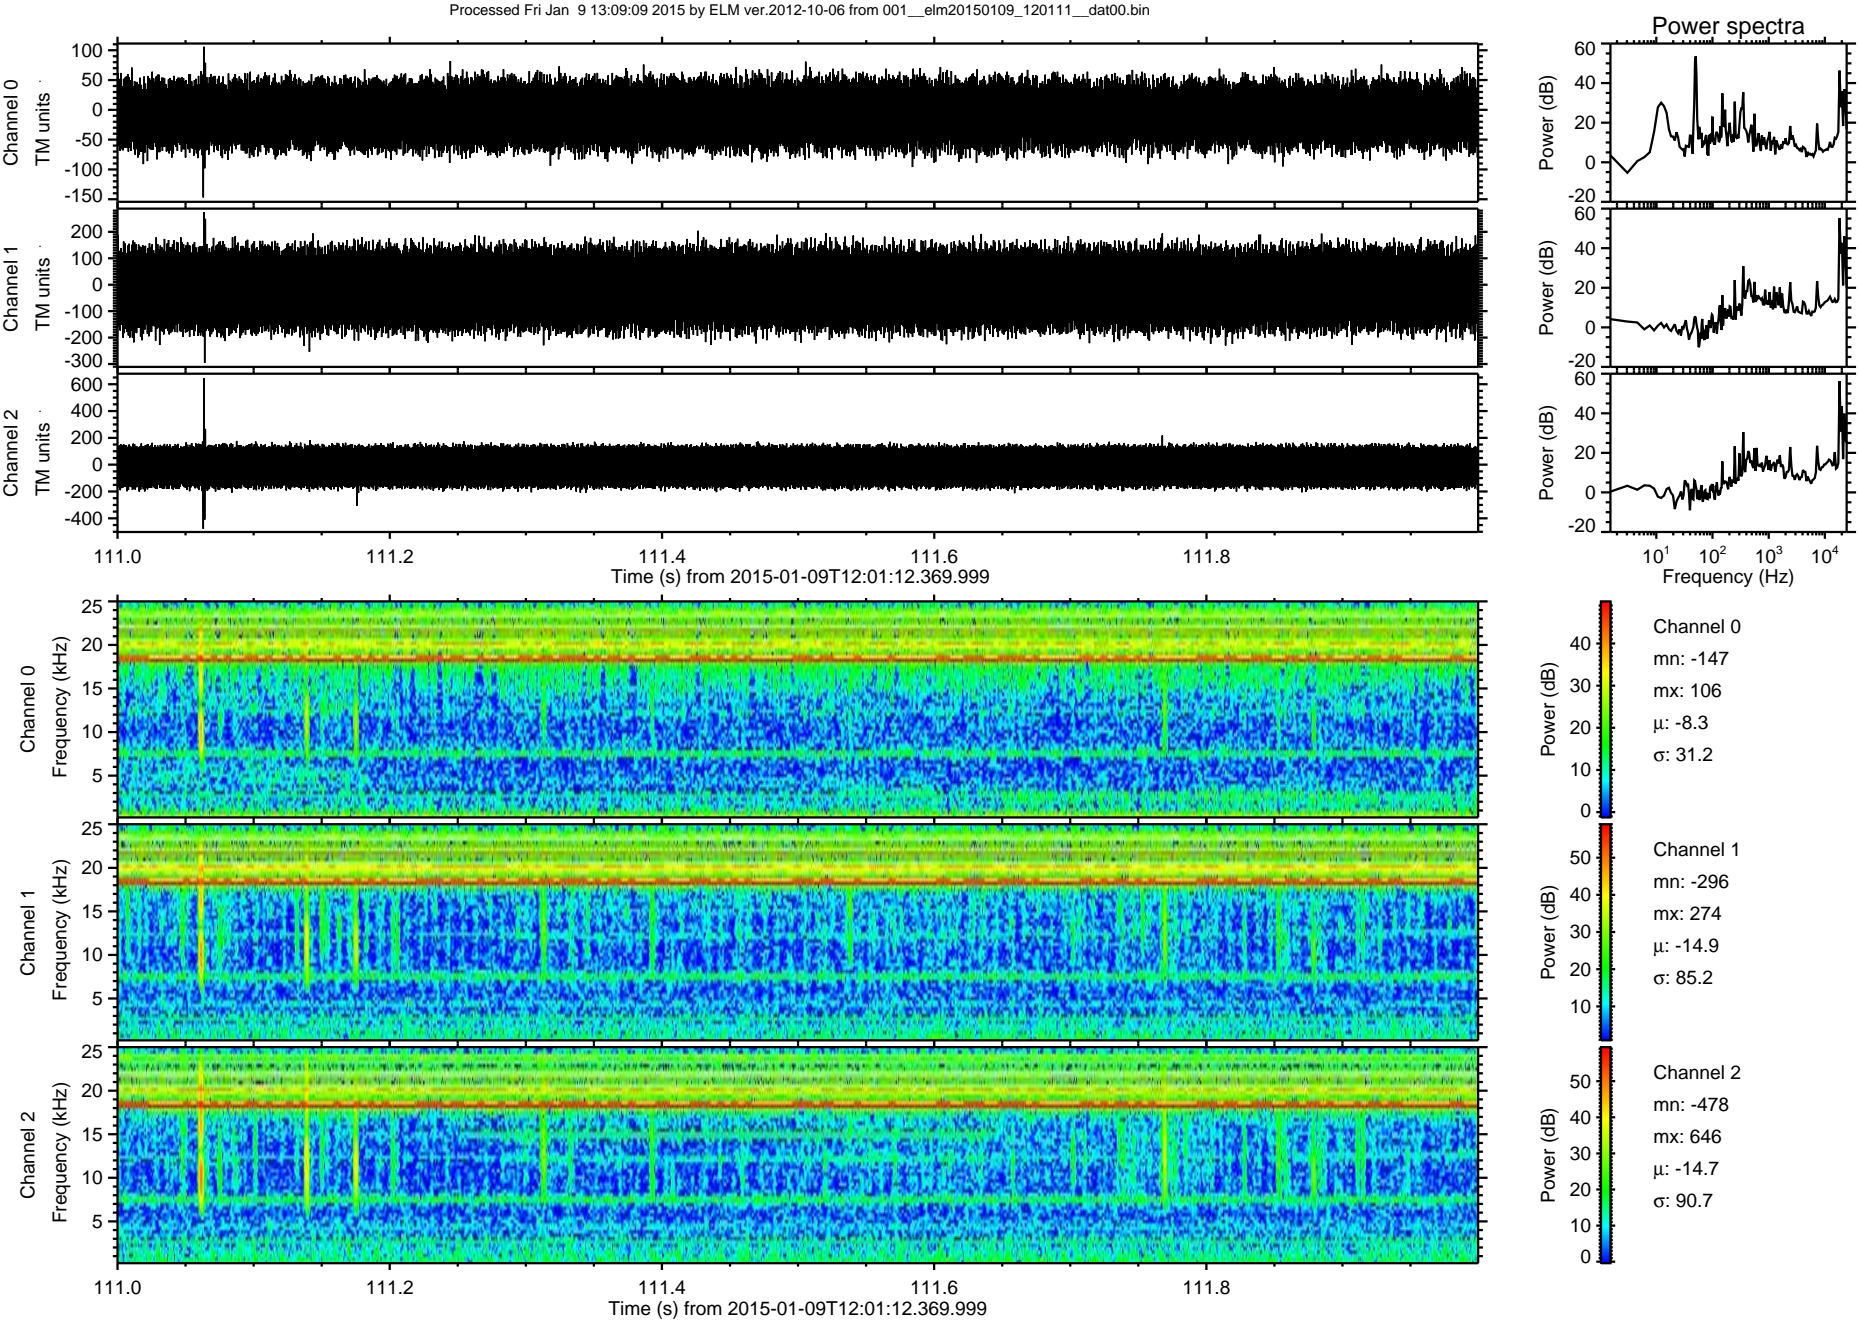 Processed Fri Jan  9 13:09:09 2015 by ELM ver.2012-10-06 from 001__elm20150109_120111__dat00.bin
Power spectra
Channel 0
TM units
100
50
0
-50
-100
-150
Power (dB)
60
40
20
0
-20
Channel 1
TM units
200
100
0
-100
-200
-300
Power (dB)
60
40
20
0
-20
Channel 2
TM units
600
400
200
0
-200
-400
Power (dB)
60
40
20
0
-20
111.0 111.2 111.4 111.6 111.8
Time (s) from 2015-01-09T12:01:12.369.999
10^1 10^2 10^3 10^4
Frequency (Hz)
Channel 0
Frequency (kHz)
25
20
15
10
5
Power (dB)
40
30
20
10
0
Channel 0
mn: -147
mx: 106
μ: -8.3
σ: 31.2
Channel 1
Frequency (kHz)
25
20
15
10
5
Power (dB)
50
40
30
20
10
Channel 1
mn: -296
mx: 274
μ: -14.9
σ: 85.2
Channel 2
Frequency (kHz)
25
20
15
10
5
Power (dB)
50
40
30
20
10
0
Channel 2
mn: -478
mx: 646
μ: -14.7
σ: 90.7
111.0 111.2 111.4 111.6 111.8
Time (s) from 2015-01-09T12:01:12.369.999